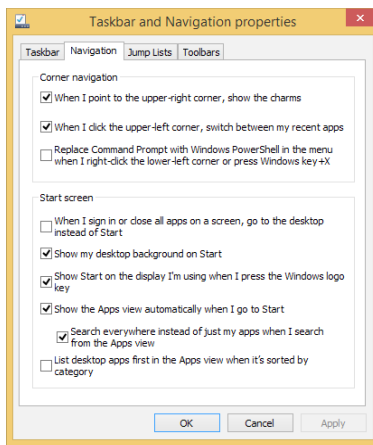 Taskbar and Navigation properties
Taskbar Navigation Jump Lists Toolbars
Corner navigation
When I point to the upper-right corner, show the charms
When I click the upper-left corner, switch between my recent apps
Replace Command Prompt with Windows PowerShell in the menu
when I right-click the lower-left corner or press Windows key+X
Start screen
When I sign in or close all apps on a screen, go to the desktop
instead of Start
Show my desktop background on Start
Show Start on the display I'm using when I press the Windows logo
key
Show the Apps view automatically when I go to Start
Search everywhere instead of just my apps when I search
from the Apps view
List desktop apps first in the Apps view when it's sorted by
category
OK Cancel Apply